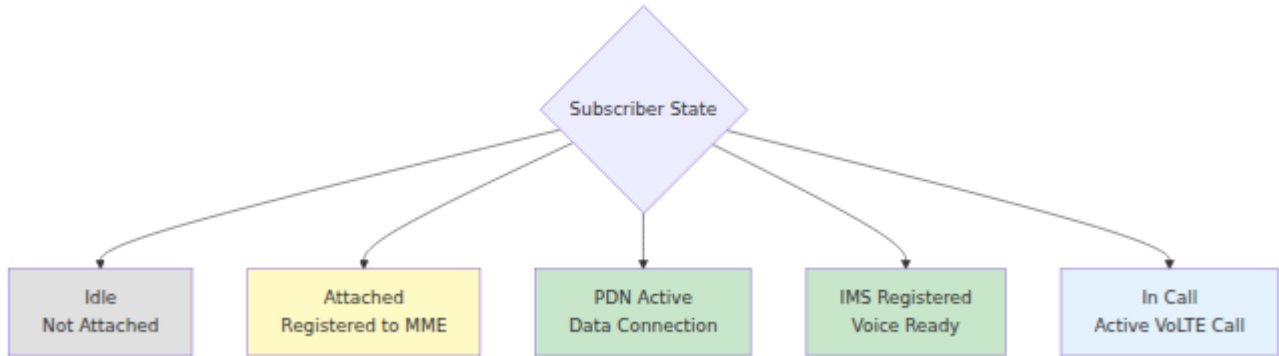 Subscriber State
Idle
Not Attached
Attached
Registered to MME
PDN Active
Data Connection
IMS Registered
Voice Ready
In Call
Active VoLTE Call